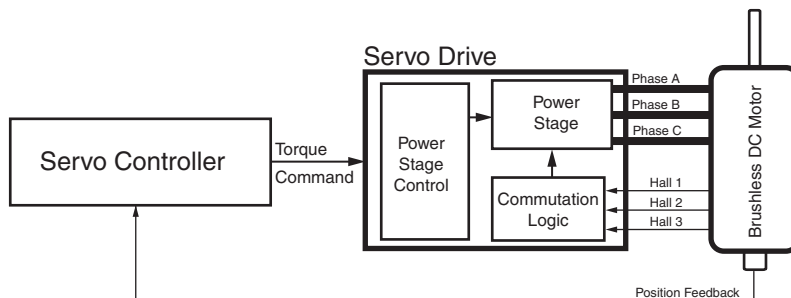 Servo Drive
Servo Controller
Torque
Command
Power
Stage
Control
Power
Stage
Commutation
Logic
Phase A
Phase B
Phase C
Hall 1
Hall 2
Hall 3
Brushless DC Motor
Position Feedback